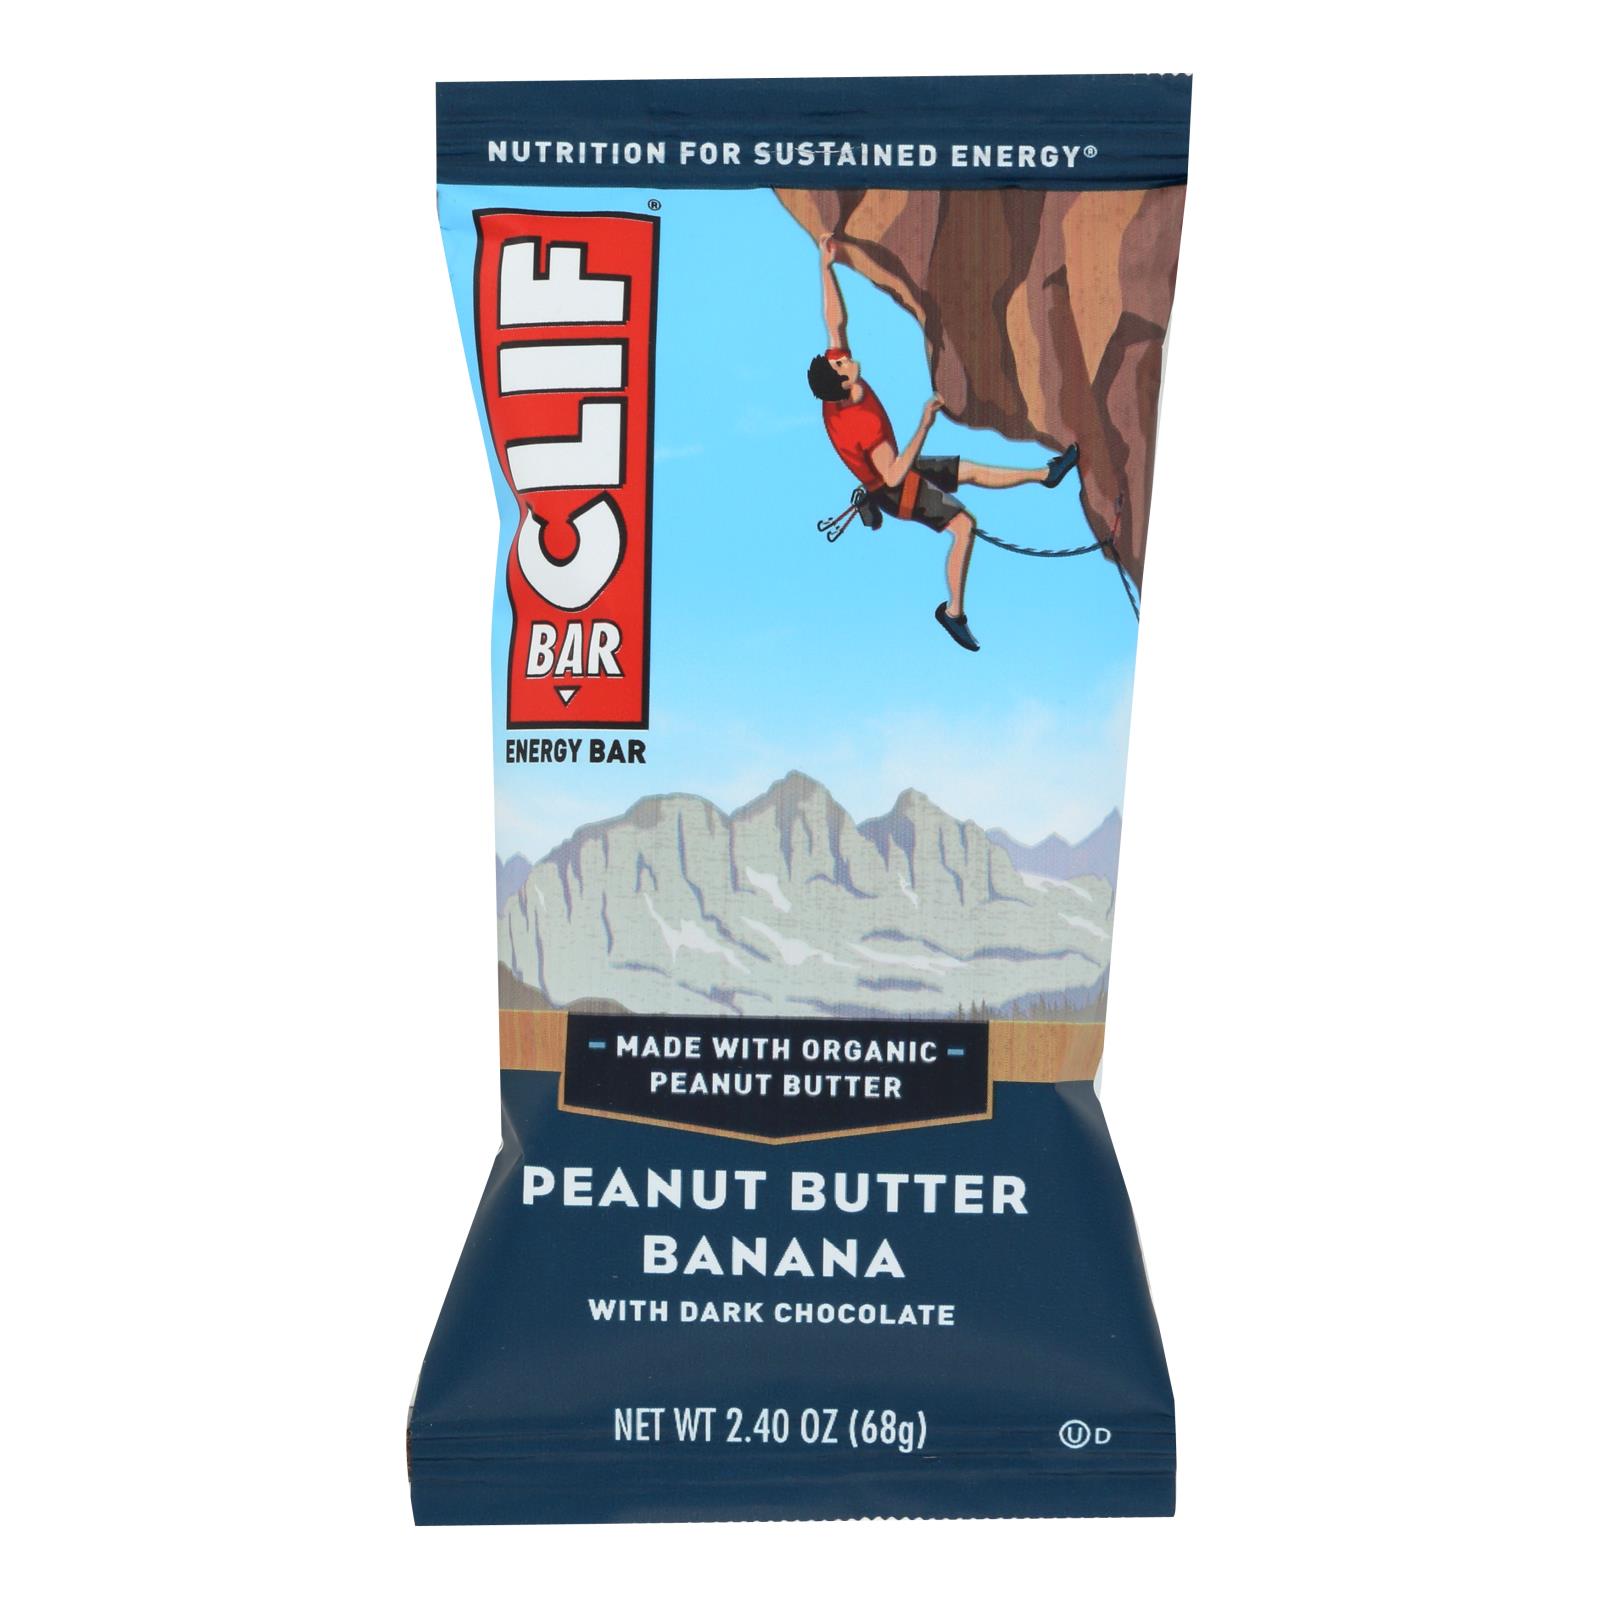 NUTRITION FOR SUSTAINED ENERGY®
CLIF®
BAR
ENERGY BAR
- MADE WITH ORGANIC -
PEANUT BUTTER
PEANUT BUTTER
BANANA
WITH DARK CHOCOLATE
NET WT 2.40 OZ (68g)
U D